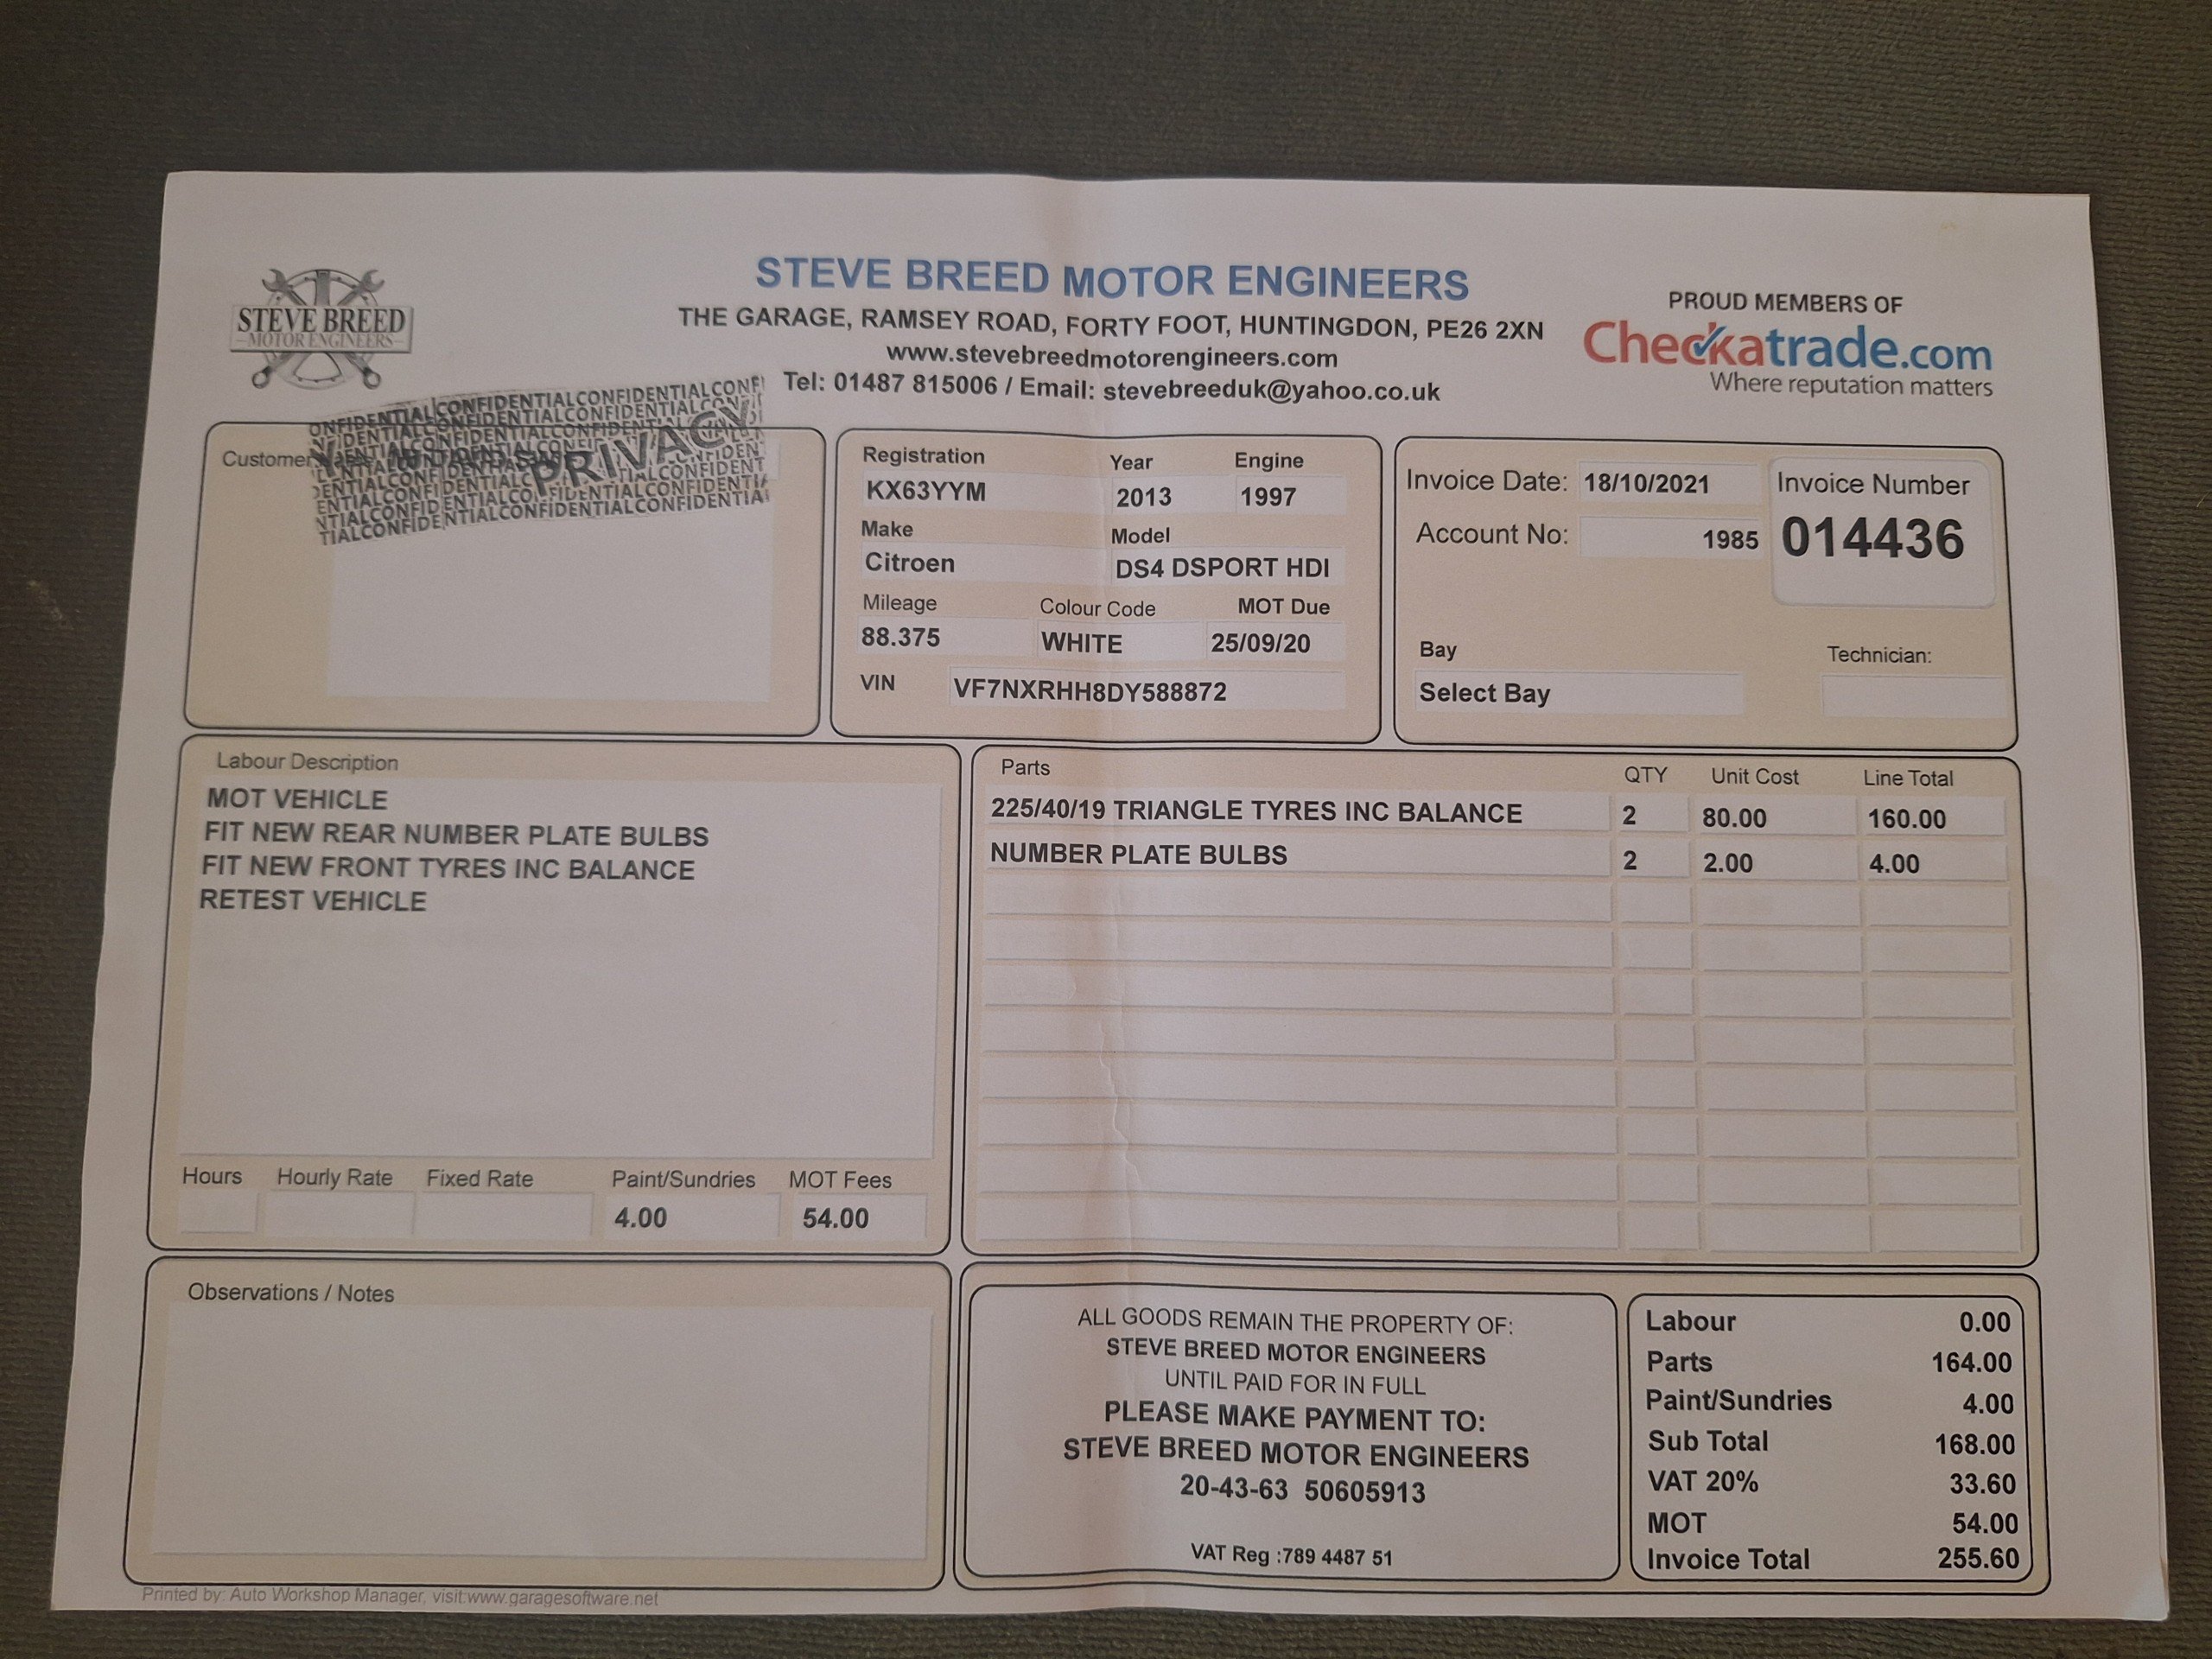 STEVE BREED
MOTOR ENGINEERS
STEVE BREED MOTOR ENGINEERS
THE GARAGE, RAMSEY ROAD, FORTY FOOT, HUNTINGDON, PE26 2XN
www.stevebreedmotorengineers.com
Tel: 01487 815006 / Email: stevebreeduk@yahoo.co.uk
PROUD MEMBERS OF
Checkatrade.com
Where reputation matters
PRIVACY
Customer
Registration Year Engine
KX63YYM 2013 1997
Make Model
Citroen DS4 DSPORT HDI
Mileage Colour Code MOT Due
88.375 WHITE 25/09/20
VIN VF7NXRHH8DY588872
Invoice Date: 18/10/2021
Account No: 1985
Invoice Number
014436
Bay Technician:
Select Bay
Labour Description
MOT VEHICLE
FIT NEW REAR NUMBER PLATE BULBS
FIT NEW FRONT TYRES INC BALANCE
RETEST VEHICLE
Hours Hourly Rate Fixed Rate Paint/Sundries MOT Fees
4.00 54.00
Parts QTY Unit Cost Line Total
225/40/19 TRIANGLE TYRES INC BALANCE 2 80.00 160.00
NUMBER PLATE BULBS 2 2.00 4.00
Observations / Notes
ALL GOODS REMAIN THE PROPERTY OF:
STEVE BREED MOTOR ENGINEERS
UNTIL PAID FOR IN FULL
PLEASE MAKE PAYMENT TO:
STEVE BREED MOTOR ENGINEERS
20-43-63 50605913
VAT Reg :789 4487 51
Labour 0.00
Parts 164.00
Paint/Sundries 4.00
Sub Total 168.00
VAT 20% 33.60
MOT 54.00
Invoice Total 255.60
Printed by: Auto Workshop Manager, visit:www.garagesoftware.net